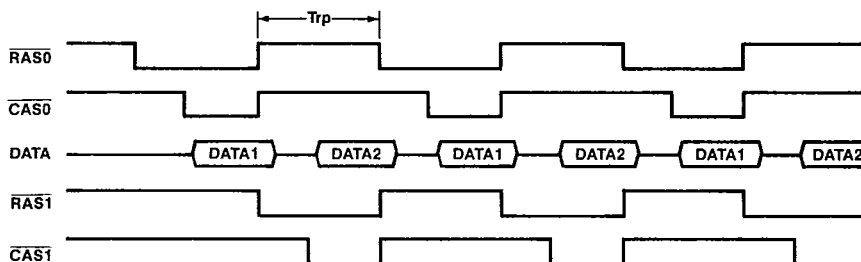 Trp
RAS0
CAS0
DATA DATA1 DATA2 DATA1 DATA2 DATA1 DATA2
RAS1
CAS1